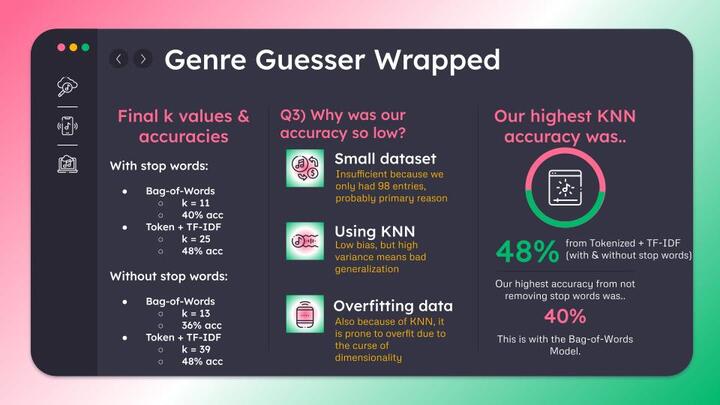 Genre Guesser Wrapped
Final k values &
accuracies
With stop words:
● Bag-of-Words
○ k = 11
○ 40% acc
● Token + TF-IDF
○ k = 25
○ 48% acc
Without stop words:
● Bag-of-Words
○ k = 13
○ 36% acc
● Token + TF-IDF
○ k = 39
○ 48% acc
Q3) Why was our
accuracy so low?
Small dataset
Insufficient because we
only had 98 entries,
probably primary reason
Using KNN
Low bias, but high
variance means bad
generalization
Overfitting data
Also because of KNN, it
is prone to overfit due to
the curse of
dimensionality
Our highest KNN
accuracy was..
48%
from Tokenized + TF-IDF
(with & without stop words)
Our highest accuracy from not
removing stop words was..
40%
This is with the Bag-of-Words
Model.